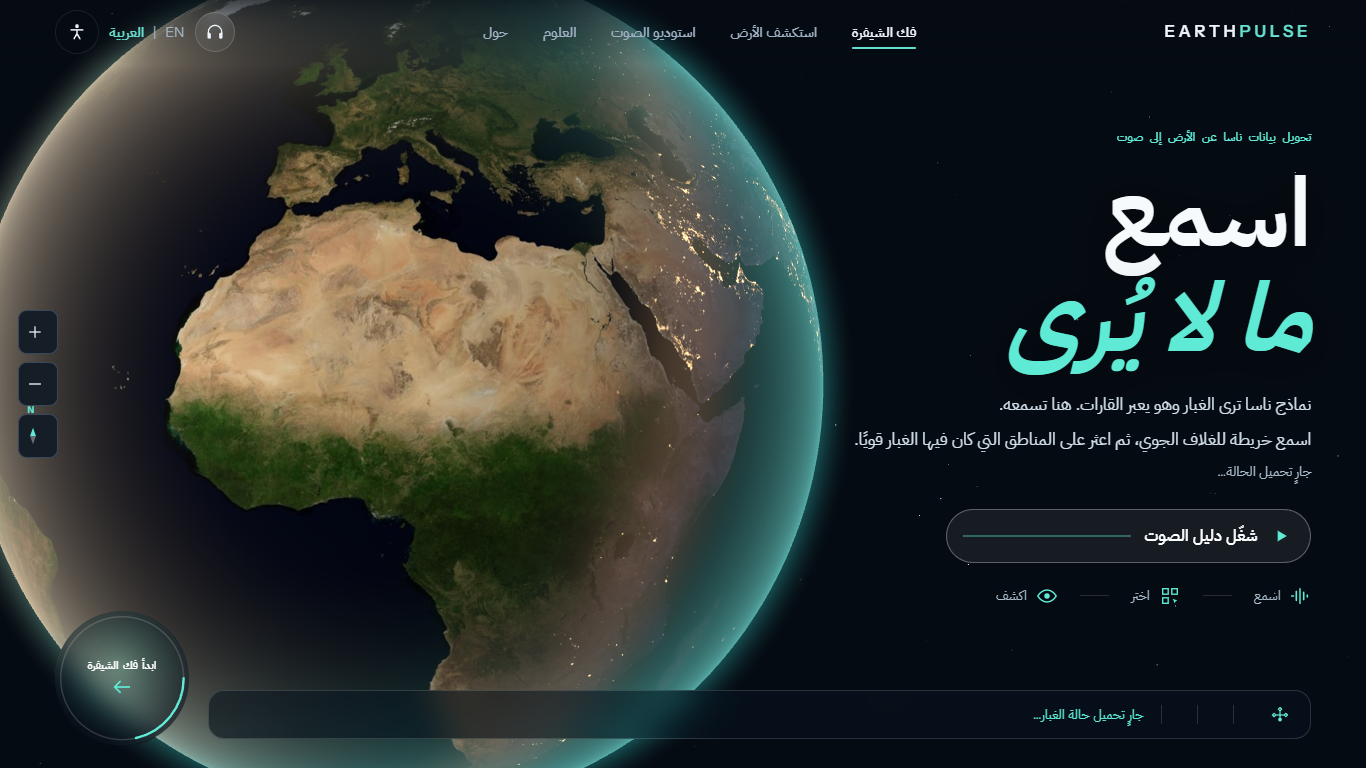 EARTHPULSE
فك الشيفرة
استكشف الأرض
استوديو الصوت
العلوم
حول
EN | العربية
تحويل بيانات ناسا عن الأرض إلى صوت
اسمع
ما لا يُرى
نماذج ناسا ترى الغبار وهو يعبر القارات. هنا تسمعه.
اسمع خريطة للغلاف الجوي، ثم اعثر على المناطق التي كان فيها الغبار قويًا.
جارٍ تحميل الحالة...
شغّل دليل الصوت
اسمع
اختر
اكشف
+
−
N
ابدأ فك الشيفرة
جارٍ تحميل حالة الغبار...